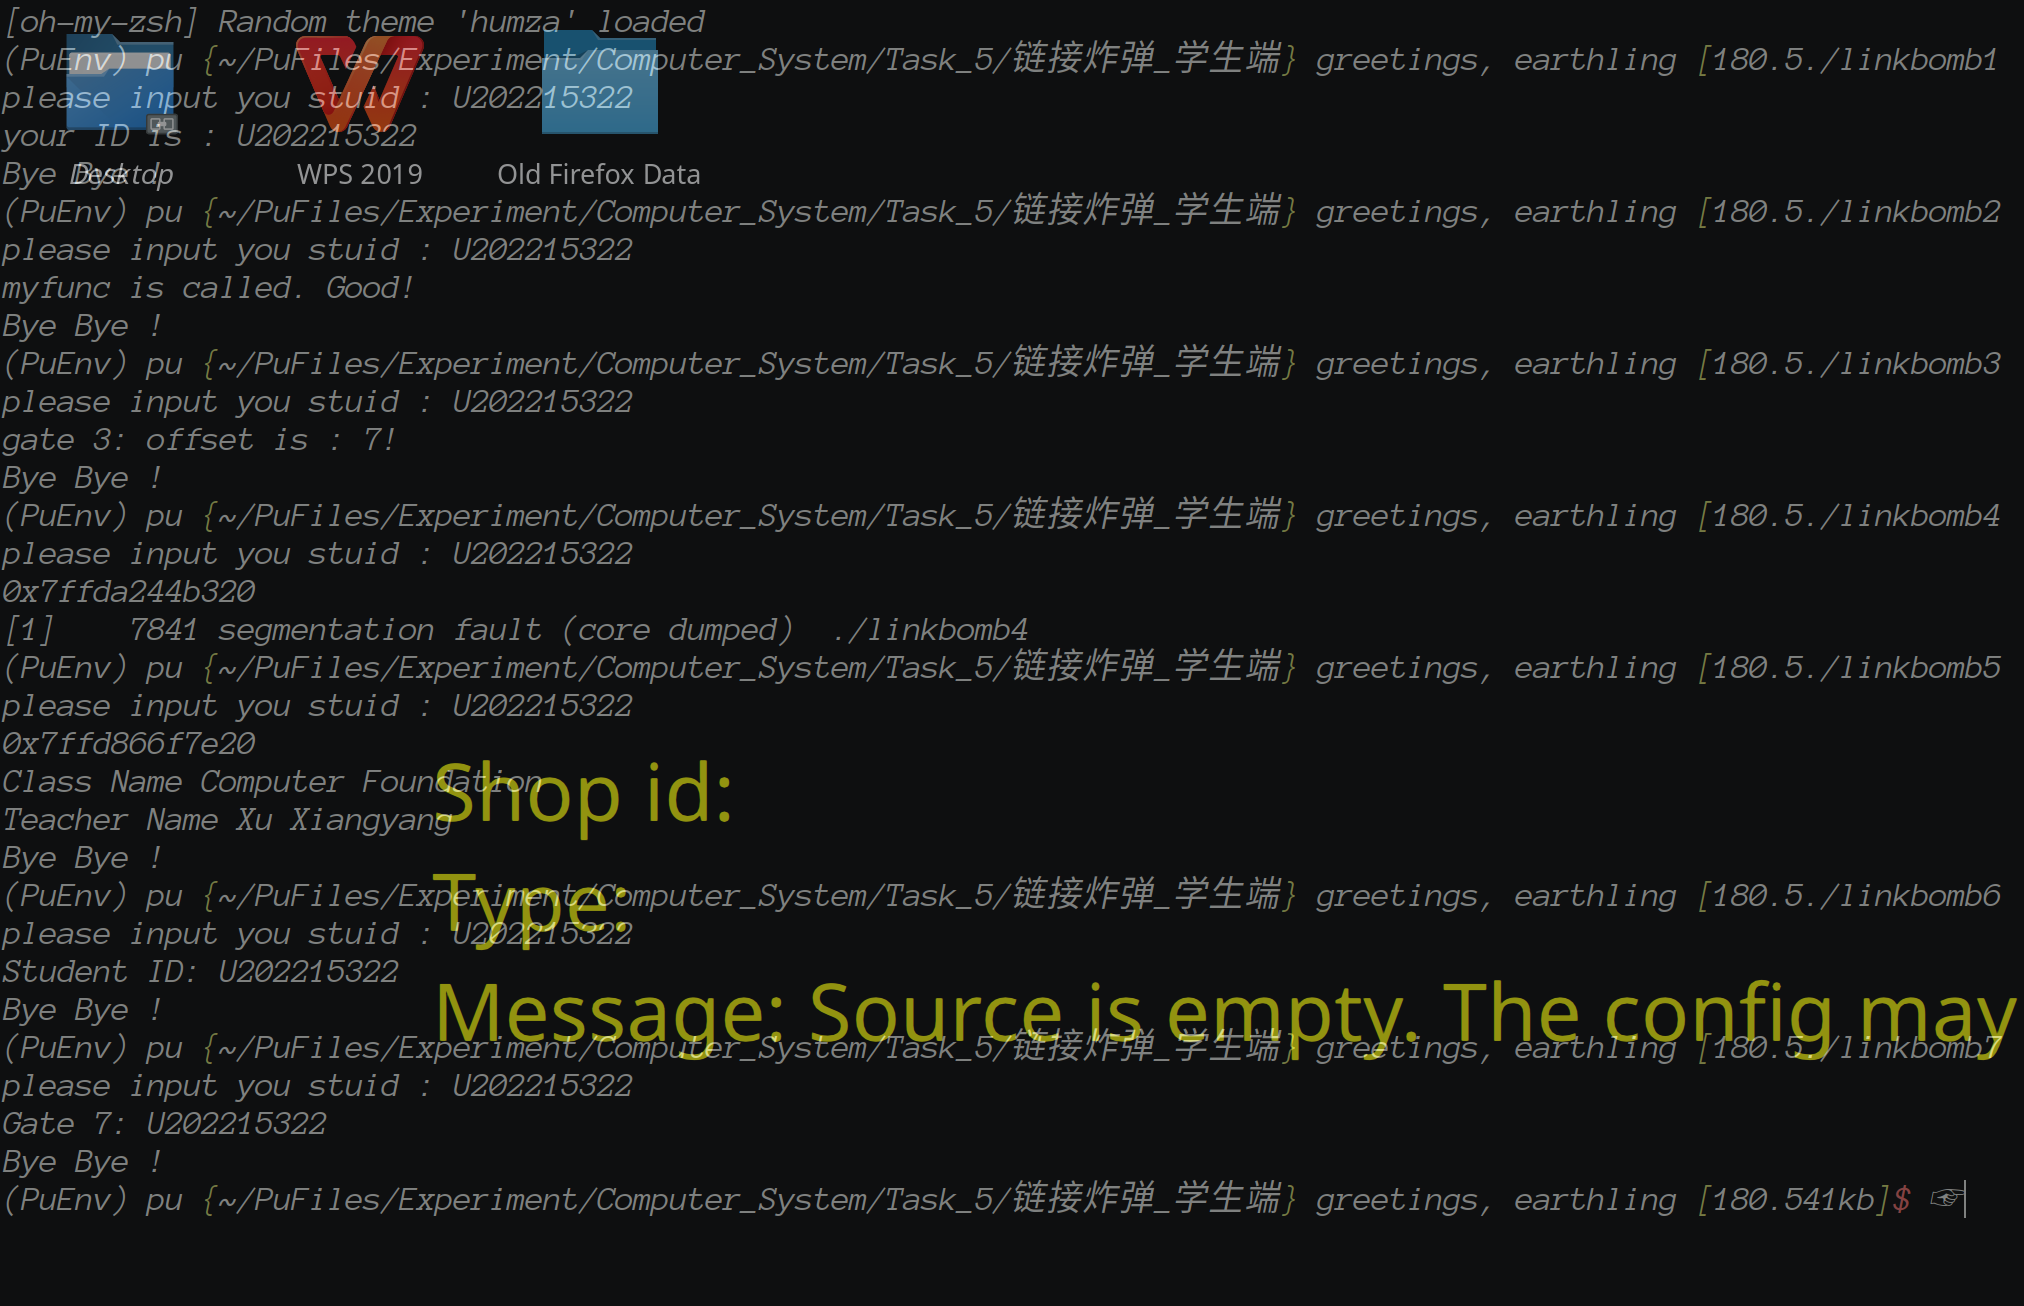 [oh-my-zsh] Random theme 'humza' loaded
(PuEnv) pu {~/PuFiles/Experiment/Computer_System/Task_5/链接炸弹_学生端} greetings, earthling [180.5./linkbomb1
please input you stuid : U202215322
your ID is : U202215322
Bye Bye !
Desktop
WPS 2019
Old Firefox Data
(PuEnv) pu {~/PuFiles/Experiment/Computer_System/Task_5/链接炸弹_学生端} greetings, earthling [180.5./linkbomb2
please input you stuid : U202215322
myfunc is called. Good!
Bye Bye !
(PuEnv) pu {~/PuFiles/Experiment/Computer_System/Task_5/链接炸弹_学生端} greetings, earthling [180.5./linkbomb3
please input you stuid : U202215322
gate 3: offset is : 7!
Bye Bye !
(PuEnv) pu {~/PuFiles/Experiment/Computer_System/Task_5/链接炸弹_学生端} greetings, earthling [180.5./linkbomb4
please input you stuid : U202215322
0x7ffda244b320
[1]    7841 segmentation fault (core dumped)  ./linkbomb4
(PuEnv) pu {~/PuFiles/Experiment/Computer_System/Task_5/链接炸弹_学生端} greetings, earthling [180.5./linkbomb5
please input you stuid : U202215322
0x7ffd866f7e20
Class Name Computer Foundation
Teacher Name Xu Xiangyang
Shop id:
Bye Bye !
(PuEnv) pu {~/PuFiles/Experiment/Computer_System/Task_5/链接炸弹_学生端} greetings, earthling [180.5./linkbomb6
Type:
please input you stuid : U202215322
Student ID: U202215322
Bye Bye !
Message: Source is empty. The config may
(PuEnv) pu {~/PuFiles/Experiment/Computer_System/Task_5/链接炸弹_学生端} greetings, earthling [180.5./linkbomb7
please input you stuid : U202215322
Gate 7: U202215322
Bye Bye !
(PuEnv) pu {~/PuFiles/Experiment/Computer_System/Task_5/链接炸弹_学生端} greetings, earthling [180.541kb]$ ☞